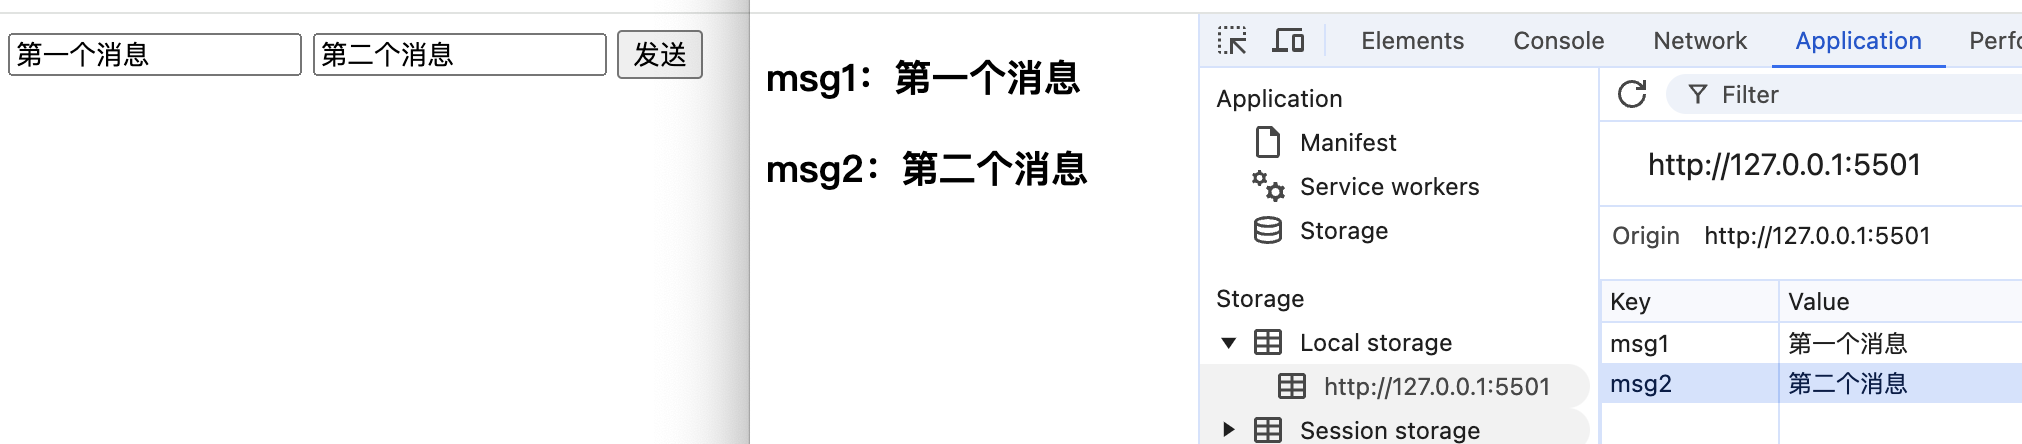 第一个消息 第二个消息 发送
msg1：第一个消息
msg2：第二个消息
Elements Console Network Application
Application
Manifest
Service workers
Storage
Storage
Local storage
http://127.0.0.1:5501
Session storage
Filter
http://127.0.0.1:5501
Origin http://127.0.0.1:5501
Key Value
msg1 第一个消息
msg2 第二个消息